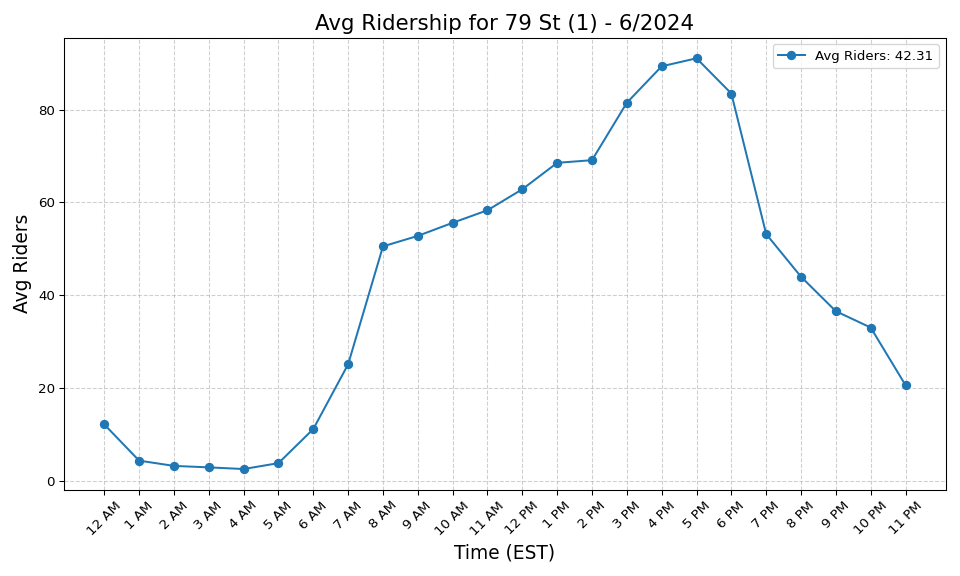 Avg Ridership for 79 St (1) - 6/2024
Avg Riders: 42.31
Avg Riders
80
60
40
20
0
12 AM
1 AM
2 AM
3 AM
4 AM
5 AM
6 AM
7 AM
8 AM
9 AM
10 AM
11 AM
12 PM
1 PM
2 PM
3 PM
4 PM
5 PM
6 PM
7 PM
8 PM
9 PM
10 PM
11 PM
Time (EST)